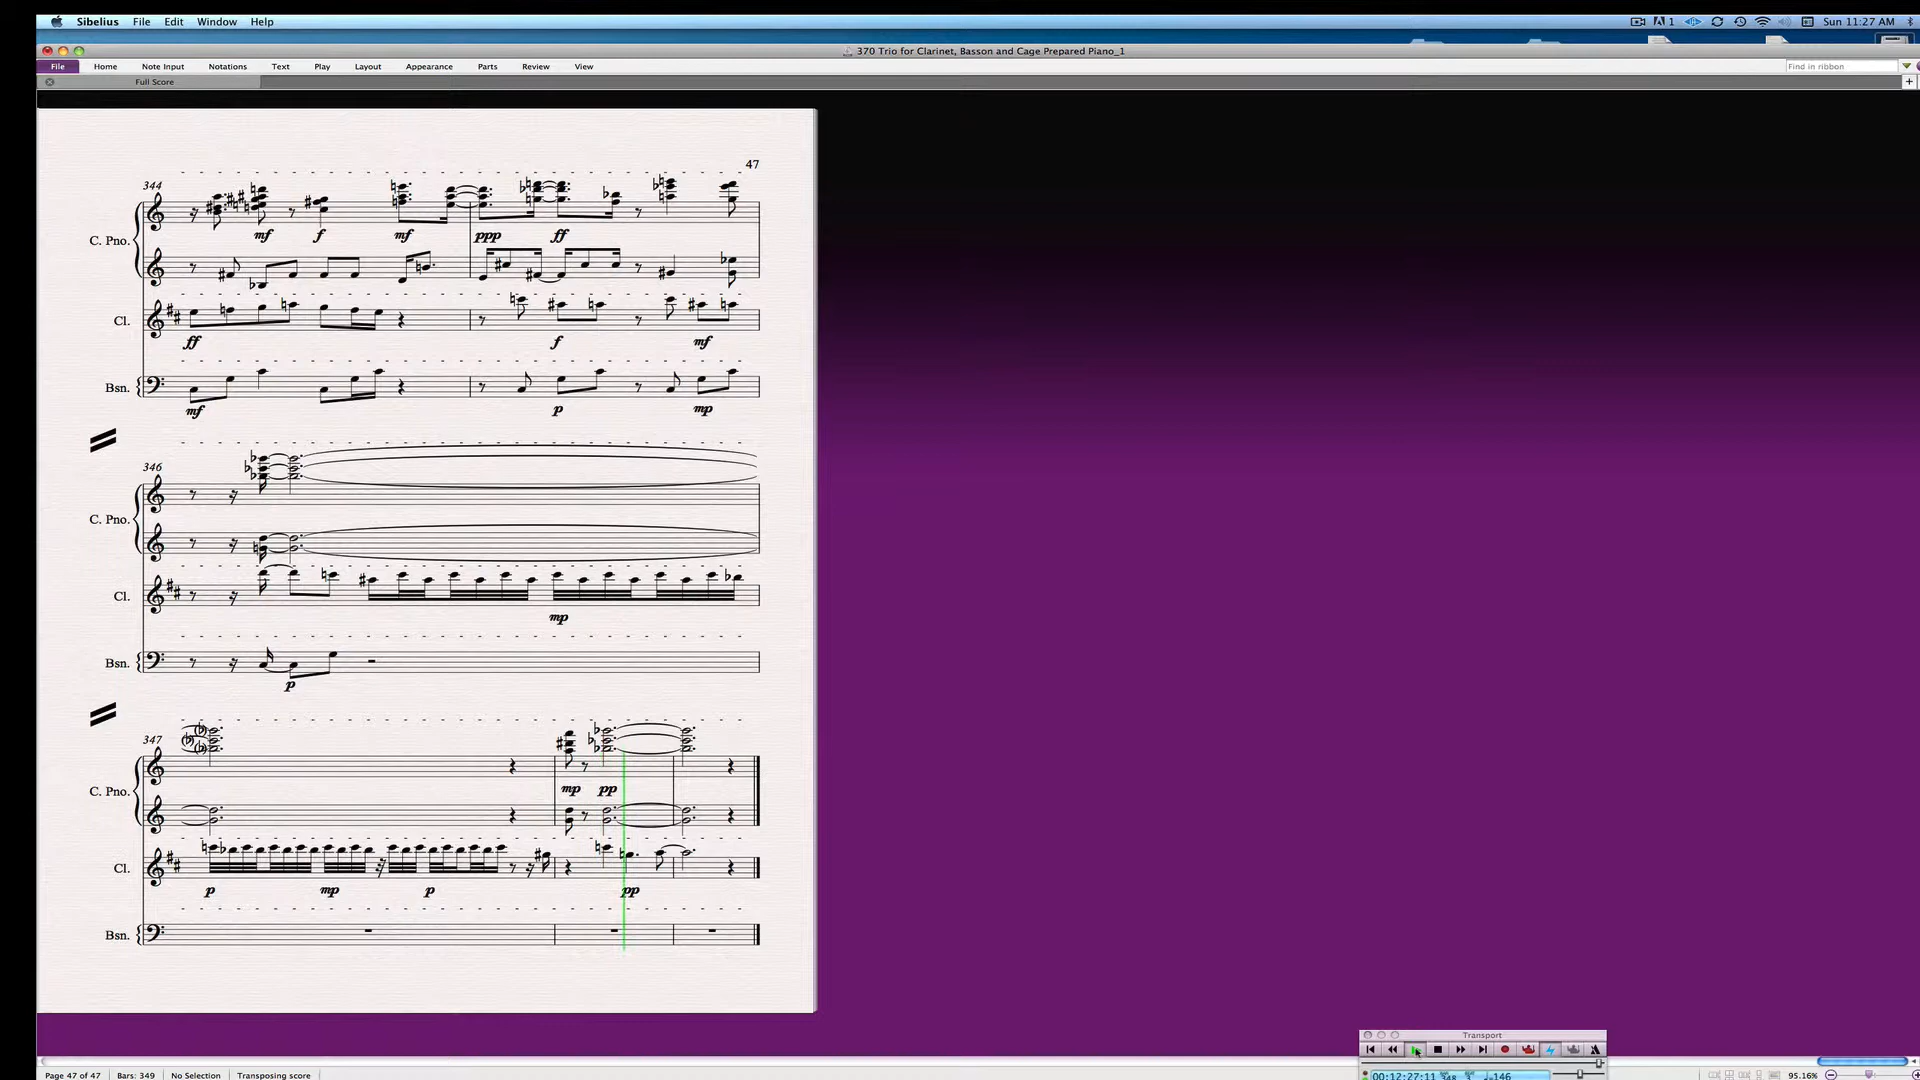 Sibelius File Edit Window Help
1 Sun 11:27 AM
370 Trio for Clarinet, Basson and Cage Prepared Piano_1
File Home Note Input Notations Text Play Layout Appearance Parts Review View Find in ribbon
Full Score
47
344
C. Pno.
mf f mf ppp ff
Cl.
ff f mf
Bsn.
mf p mp
346
C. Pno.
Cl.
mp
Bsn.
p
347
C. Pno.
mp pp
Cl.
p mp p pp
Bsn.
Transport
00:12:27:11 348 3 =146
Page 47 of 47 Bars: 349 No Selection Transposing score 95.16%